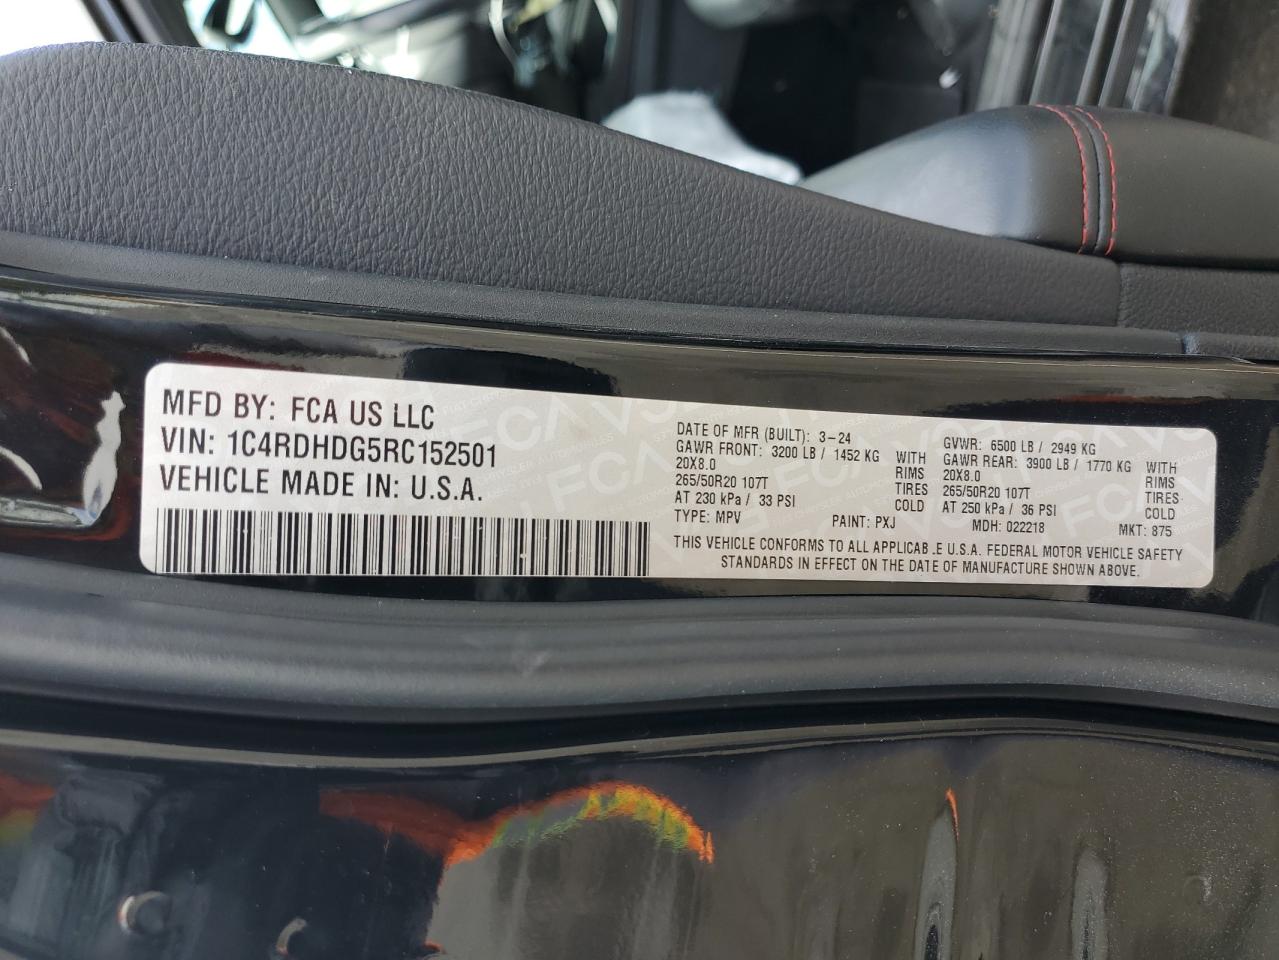 MFD BY: FCA US LLC
VIN: 1C4RDHDG5RC152501
VEHICLE MADE IN: U.S.A.
DATE OF MFR (BUILT): 3-24
GAWR FRONT: 3200 LB / 1452 KG WITH
20X8.0 RIMS
265/50R20 107T TIRES
AT 230 kPa / 33 PSI COLD
TYPE: MPV PAINT: PXJ
GVWR: 6500 LB / 2949 KG
GAWR REAR: 3900 LB / 1770 KG WITH
20X8.0 RIMS
265/50R20 107T TIRES
AT 250 kPa / 36 PSI COLD
MDH: 022218 MKT: 875
THIS VEHICLE CONFORMS TO ALL APPLICABLE U.S.A. FEDERAL MOTOR VEHICLE SAFETY
STANDARDS IN EFFECT ON THE DATE OF MANUFACTURE SHOWN ABOVE.